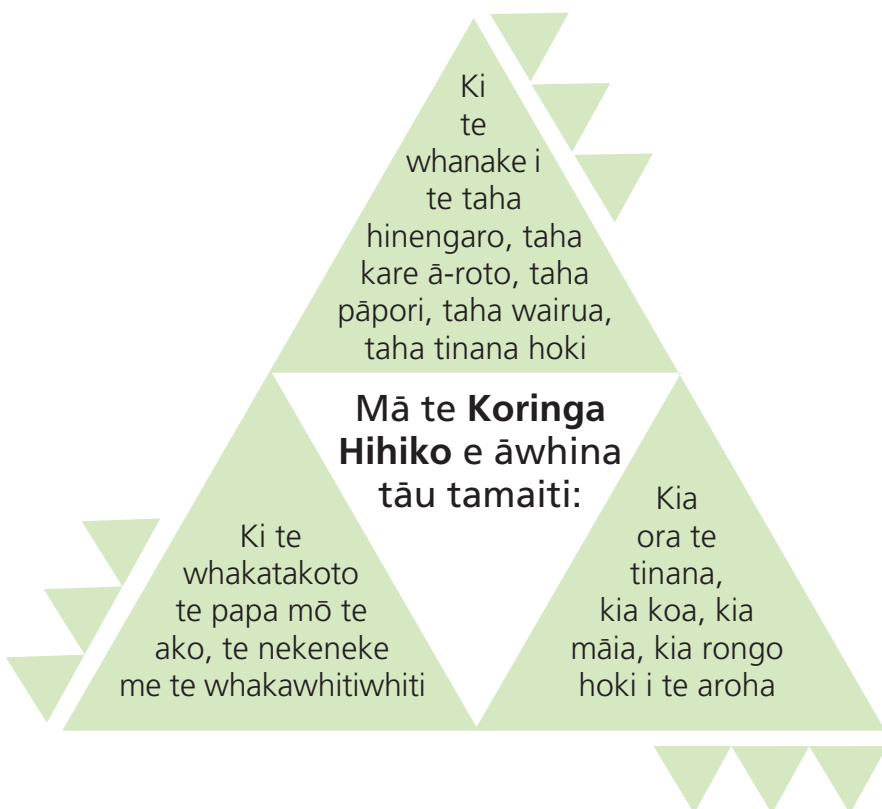 Ki
te
whanake i
te taha
hinengaro, taha
kare ā-roto, taha
pāpori, taha wairua,
taha tinana hoki
Mā te Koringa
Hihiko e āwhina
tāu tamaiti:
Ki te
whakatakoto
te papa mō te
ako, te nekeneke
me te whakawhitiwhiti
Kia
ora te
tinana,
kia koa, kia
māia, kia rongo
hoki i te aroha